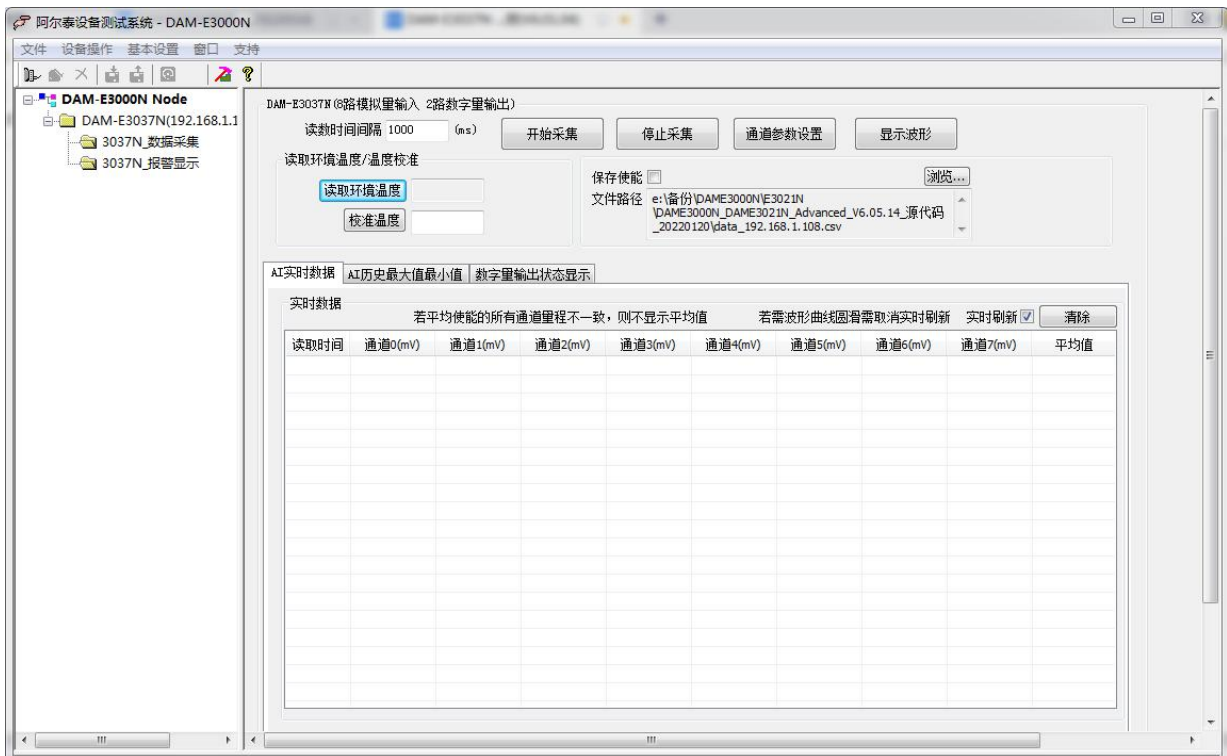 阿尔泰设备测试系统 - DAM-E3000N
文件 设备操作 基本设置 窗口 支持
DAM-E3000N Node
DAM-E3037N(192.168.1.1
3037N_数据采集
3037N_报警显示
DAM-E3037N(8路模拟量输入 2路数字量输出)
读数时间间隔 1000 (ms) 开始采集 停止采集 通道参数设置 显示波形
读取环境温度/温度校准
读取环境温度
校准温度
保存使能 浏览...
文件路径 e:\备份\DAME3000N\E3021N
\DAME3000N_DAME3021N_Advanced_V6.05.14_源代码
_20220120\data_192.168.1.108.csv
AI实时数据 AI历史最大值最小值 数字量输出状态显示
实时数据
若平均使能的所有通道里程不一致，则不显示平均值 若需波形曲线圆滑需取消实时刷新 实时刷新 清除
读取时间 通道0(mV) 通道1(mV) 通道2(mV) 通道3(mV) 通道4(mV) 通道5(mV) 通道6(mV) 通道7(mV) 平均值